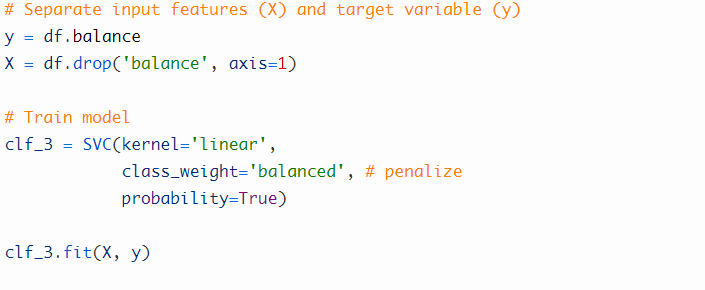 # Separate input features (X) and target variable (y)
y = df.balance
X = df.drop('balance', axis=1)
# Train model
clf_3 = SVC(kernel='linear',
            class_weight='balanced', # penalize
            probability=True)
clf_3.fit(X, y)